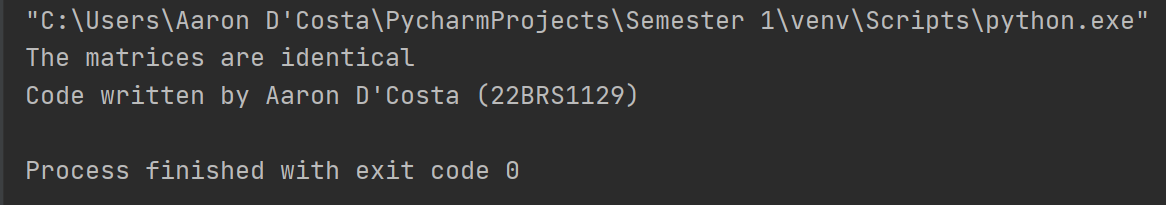 "C:\Users\Aaron D'Costa\PycharmProjects\Semester 1\venv\Scripts\python.exe"
The matrices are identical
Code written by Aaron D'Costa (22BRS1129)
Process finished with exit code 0